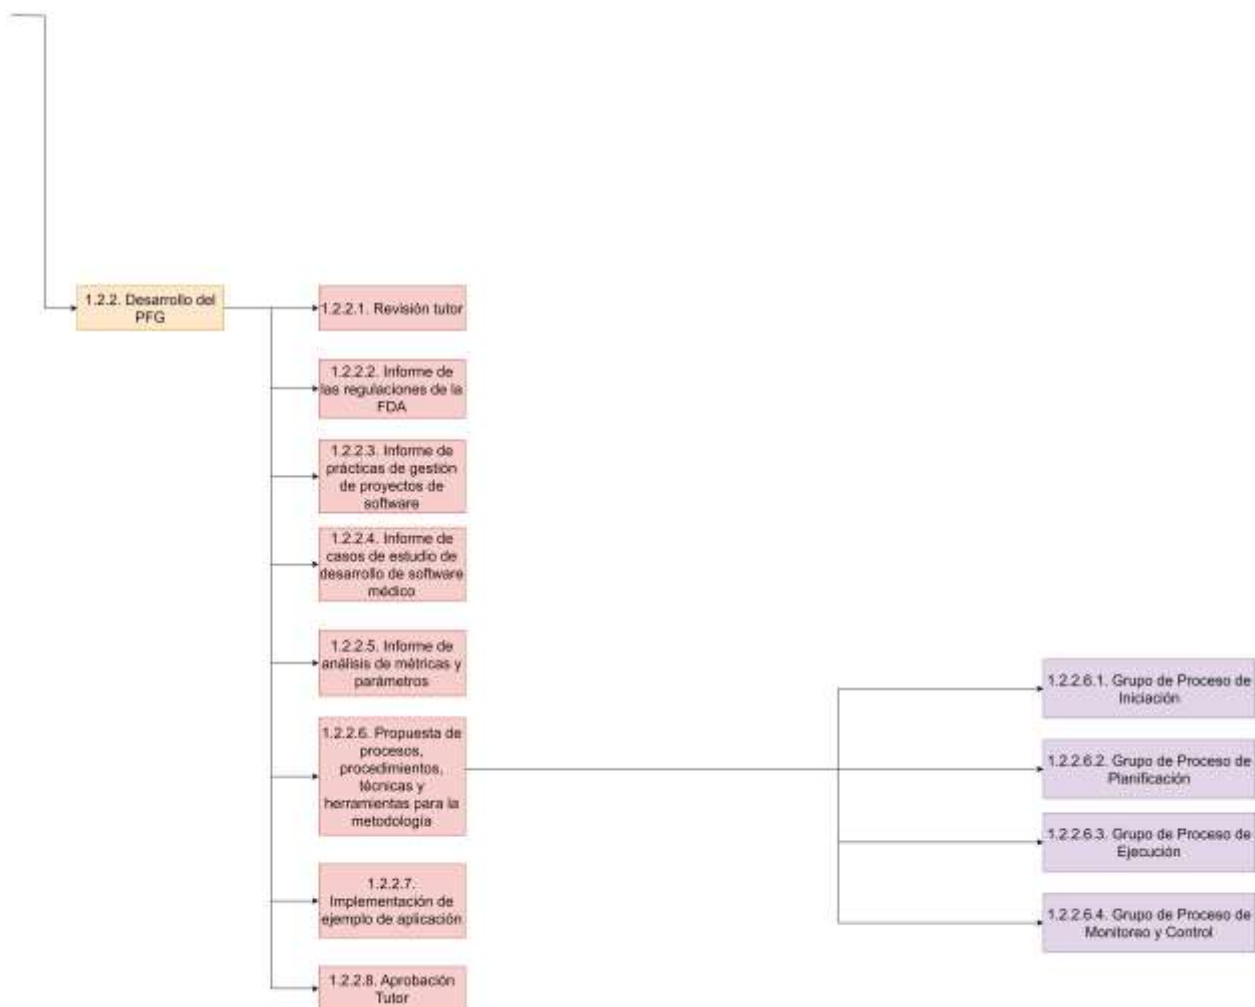 1.2.2. Desarrollo del
PFG
1.2.2.1. Revisión tutor
1.2.2.2. Informe de
las regulaciones de la
FDA
1.2.2.3. Informe de
prácticas de gestión
de proyectos de
software
1.2.2.4. Informe de
casos de estudio de
desarrollo de software
médico
1.2.2.5. Informe de
análisis de métricas y
parámetros
1.2.2.6. Propuesta de
procesos,
procedimientos,
técnicas y
herramientas para la
metodología
1.2.2.7.
Implementación de
ejemplo de aplicación
1.2.2.8. Aprobación
Tutor
1.2.2.6.1. Grupo de Proceso de
Iniciación
1.2.2.6.2. Grupo de Proceso de
Planificación
1.2.2.6.3. Grupo de Proceso de
Ejecución
1.2.2.6.4. Grupo de Proceso de
Monitoreo y Control